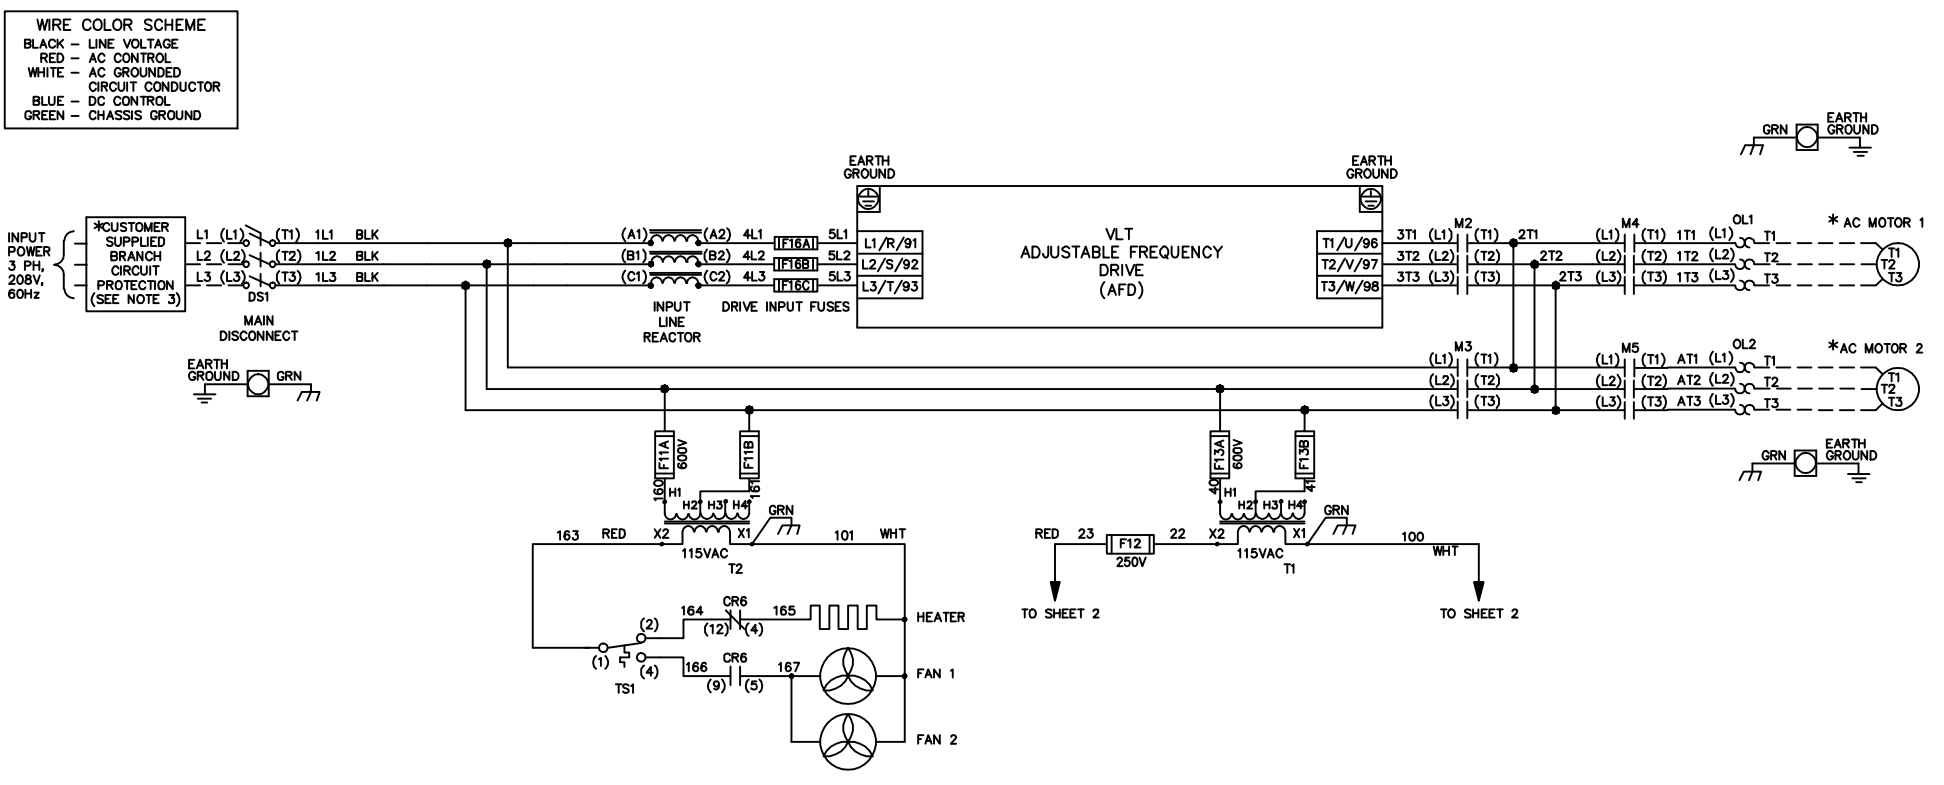 WIRE COLOR SCHEME
BLACK – LINE VOLTAGE
RED – AC CONTROL
WHITE – AC GROUNDED
CIRCUIT CONDUCTOR
BLUE – DC CONTROL
GREEN – CHASSIS GROUND
GRN
EARTH
GROUND
INPUT
POWER
3 PH,
208V,
60Hz
*CUSTOMER
SUPPLIED
BRANCH
CIRCUIT
PROTECTION
(SEE NOTE 3)
L1 (L1) (T1) 1L1 BLK
L2 (L2) (T2) 1L2 BLK
L3 (L3) (T3) 1L3 BLK
DS1
MAIN
DISCONNECT
EARTH
GROUND
GRN
(A1) (A2) 4L1 F16A 5L1
(B1) (B2) 4L2 F16B 5L2
(C1) (C2) 4L3 F16C 5L3
INPUT
LINE
REACTOR
DRIVE INPUT FUSES
EARTH
GROUND
EARTH
GROUND
L1/R/91
L2/S/92
L3/T/93
VLT
ADJUSTABLE FREQUENCY
DRIVE
(AFD)
T1/U/96
T2/V/97
T3/W/98
M2
M4
OL1
* AC MOTOR 1
3T1 (L1) (T1) 2T1 (L1) (T1) 1T1 (L1) T1
3T2 (L2) (T2) 2T2 (L2) (T2) 1T2 (L2) T2
3T3 (L3) (T3) 2T3 (L3) (T3) 1T3 (L3) T3
T1
T2
T3
M3
M5
OL2
*AC MOTOR 2
(L1) (T1) (L1) (T1) AT1 (L1) T1
(L2) (T2) (L2) (T2) AT2 (L2) T2
(L3) (T3) (L3) (T3) AT3 (L3) T3
T1
T2
T3
GRN
EARTH
GROUND
F11A
600V
F11B
160
161
H1
H2 H3 H4
GRN
163 RED X2 X1 101 WHT
115VAC
T2
F13A
600V
F13B
40
41
H1
H2 H3 H4
GRN
RED 23 F12 22 X2 X1 100
WHT
250V
115VAC
T1
TO SHEET 2
TO SHEET 2
164 CR6 165
(12) (4)
HEATER
(2)
(1)
(4)
TS1
166 CR6 167
(9) (5)
FAN 1
FAN 2